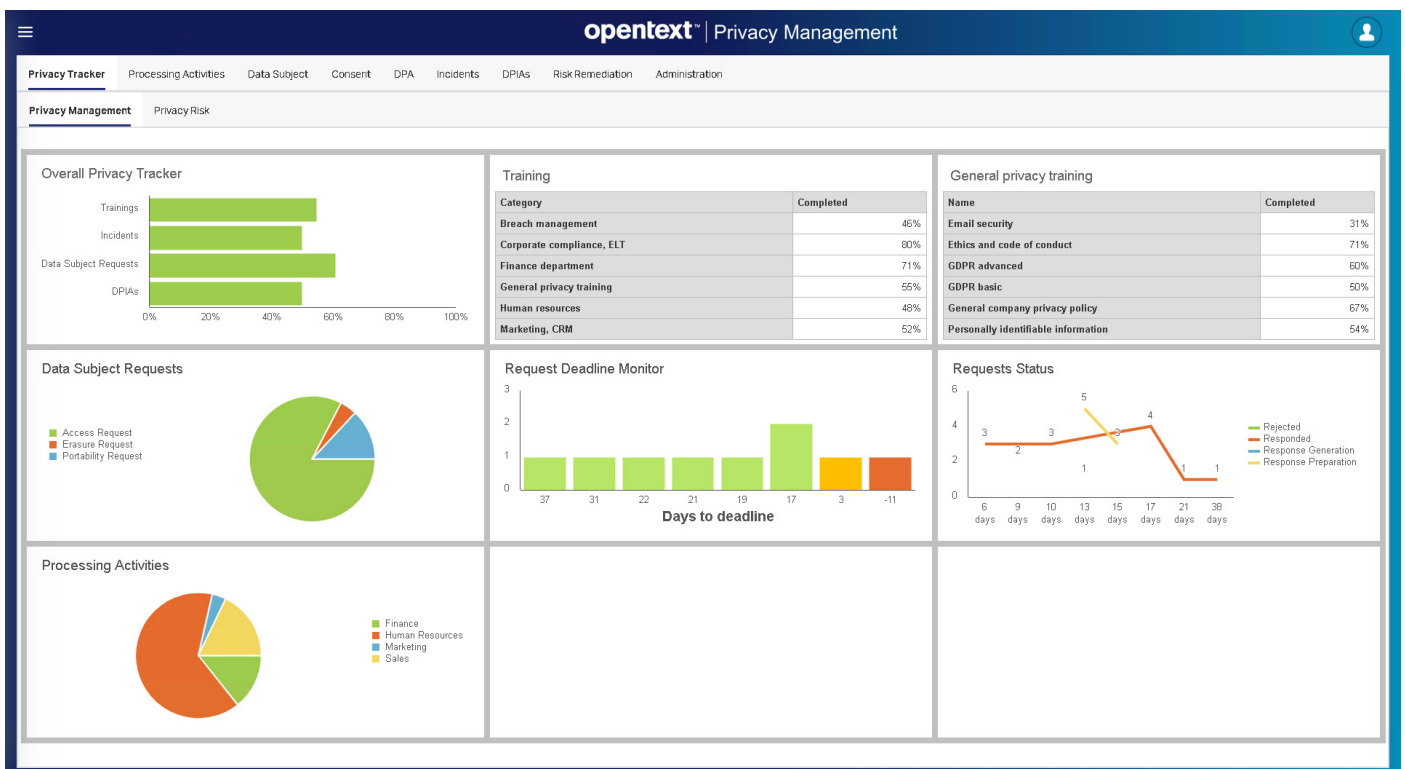 opentext™ | Privacy Management
Privacy Tracker Processing Activities Data Subject Consent DPA Incidents DPIAs Risk Remediation Administration
Privacy Management Privacy Risk
Overall Privacy Tracker
Trainings
Incidents
Data Subject Requests
DPIAs
0% 20% 40% 60% 80% 100%
Training
Category Completed
Breach management 46%
Corporate compliance, ELT 80%
Finance department 71%
General privacy training 55%
Human resources 48%
Marketing, CRM 52%
General privacy training
Name Completed
Email security 31%
Ethics and code of conduct 71%
GDPR advanced 60%
GDPR basic 50%
General company privacy policy 67%
Personally identifiable information 54%
Data Subject Requests
Access Request
Erasure Request
Portability Request
Request Deadline Monitor
3
2
1
0
37 31 22 21 19 17 3 -11
Days to deadline
Requests Status
6
4
2
0
3 2 3 5 1 3 4 1 1
6 9 10 13 15 17 21 38
days days days days days days days days
Rejected
Responded
Response Generation
Response Preparation
Processing Activities
Finance
Human Resources
Marketing
Sales